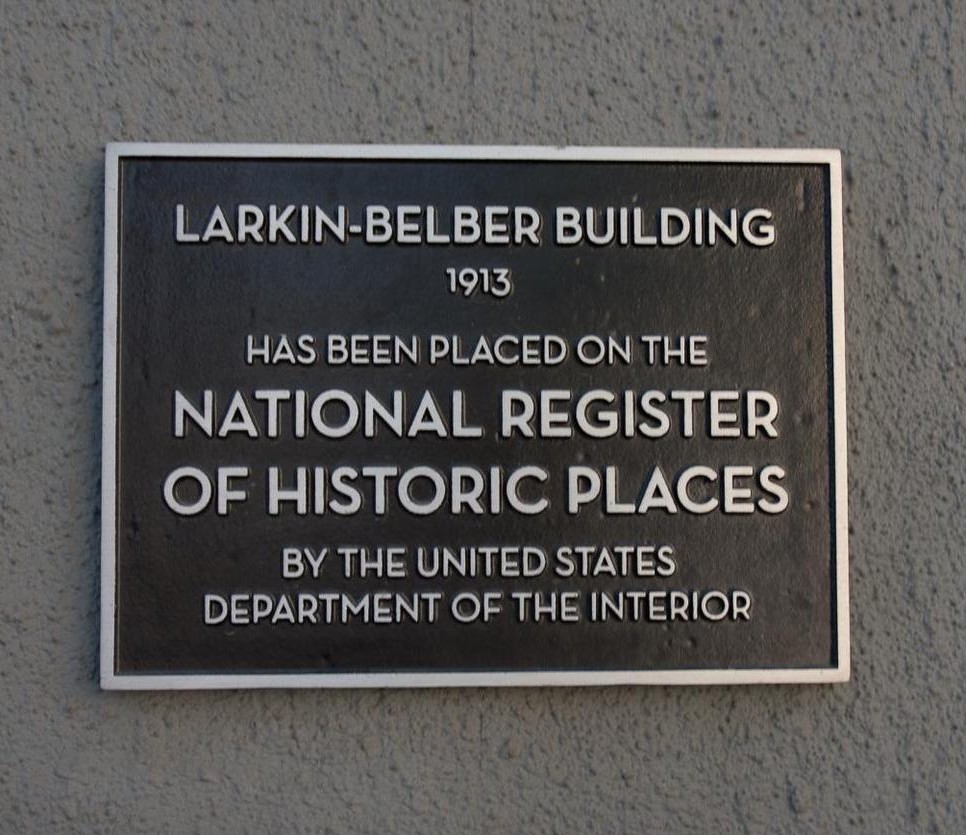 LARKIN-BELBER BUILDING
1913
HAS BEEN PLACED ON THE
NATIONAL REGISTER
OF HISTORIC PLACES
BY THE UNITED STATES
DEPARTMENT OF THE INTERIOR